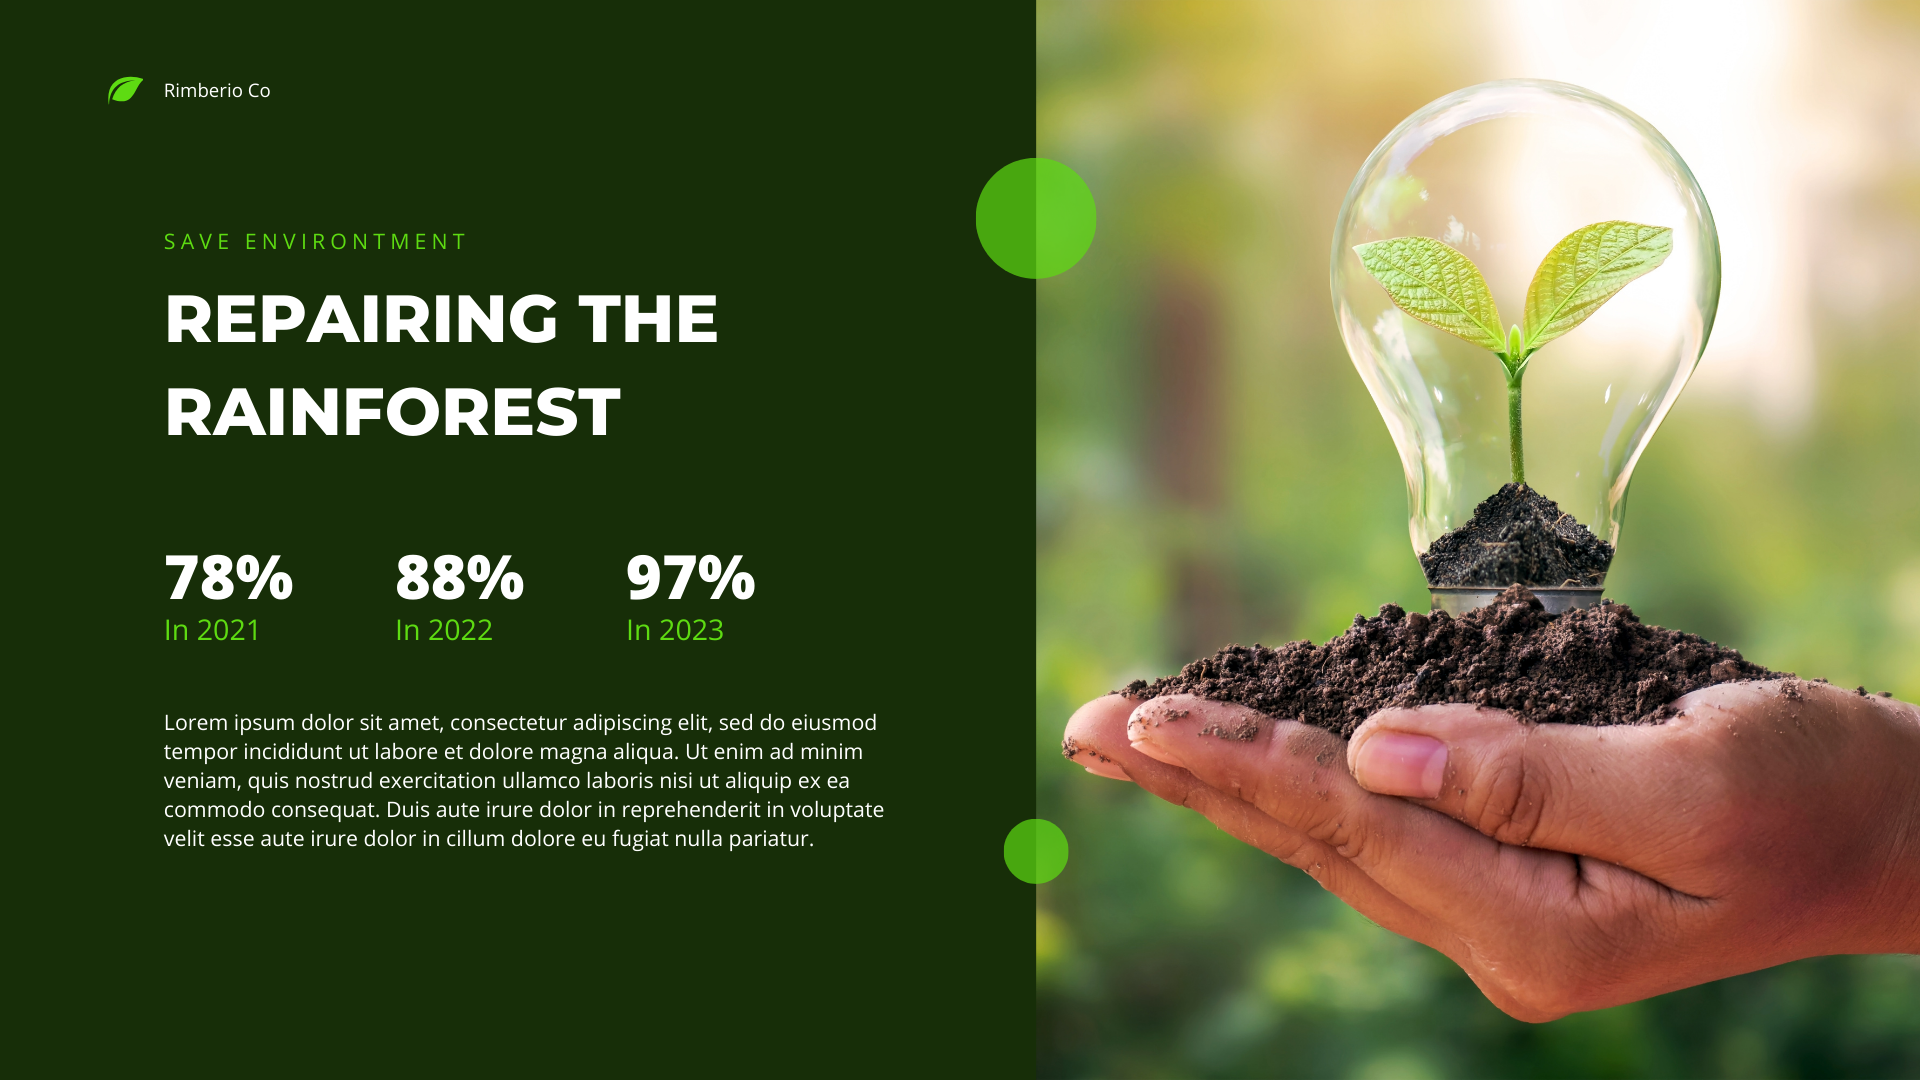 Rimberio Co
SAVE ENVIRONTMENT
REPAIRING THE
RAINFOREST
78% 88% 97%
In 2021 In 2022 In 2023
Lorem ipsum dolor sit amet, consectetur adipiscing elit, sed do eiusmod
tempor incididunt ut labore et dolore magna aliqua. Ut enim ad minim
veniam, quis nostrud exercitation ullamco laboris nisi ut aliquip ex ea
commodo consequat. Duis aute irure dolor in reprehenderit in voluptate
velit esse aute irure dolor in cillum dolore eu fugiat nulla pariatur.